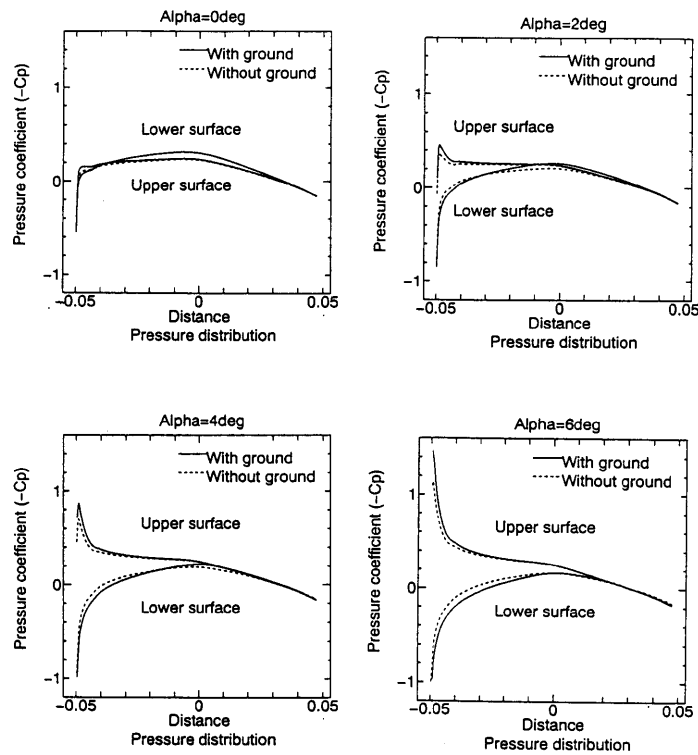 Alpha=0deg
Pressure coefficient (−Cp)
1
0
−1
With ground
Without ground
Lower surface
Upper surface
−0.05
0
0.05
Distance
Pressure distribution
Alpha=2deg
Pressure coefficient (−Cp)
1
0
−1
With ground
Without ground
Upper surface
Lower surface
−0.05
0
0.05
Distance
Pressure distribution
Alpha=4deg
Pressure coefficient (−Cp)
1
0
−1
With ground
Without ground
Upper surface
Lower surface
−0.05
0
0.05
Distance
Pressure distribution
Alpha=6deg
Pressure coefficient (−Cp)
1
0
−1
With ground
Without ground
Upper surface
Lower surface
−0.05
0
0.05
Distance
Pressure distribution